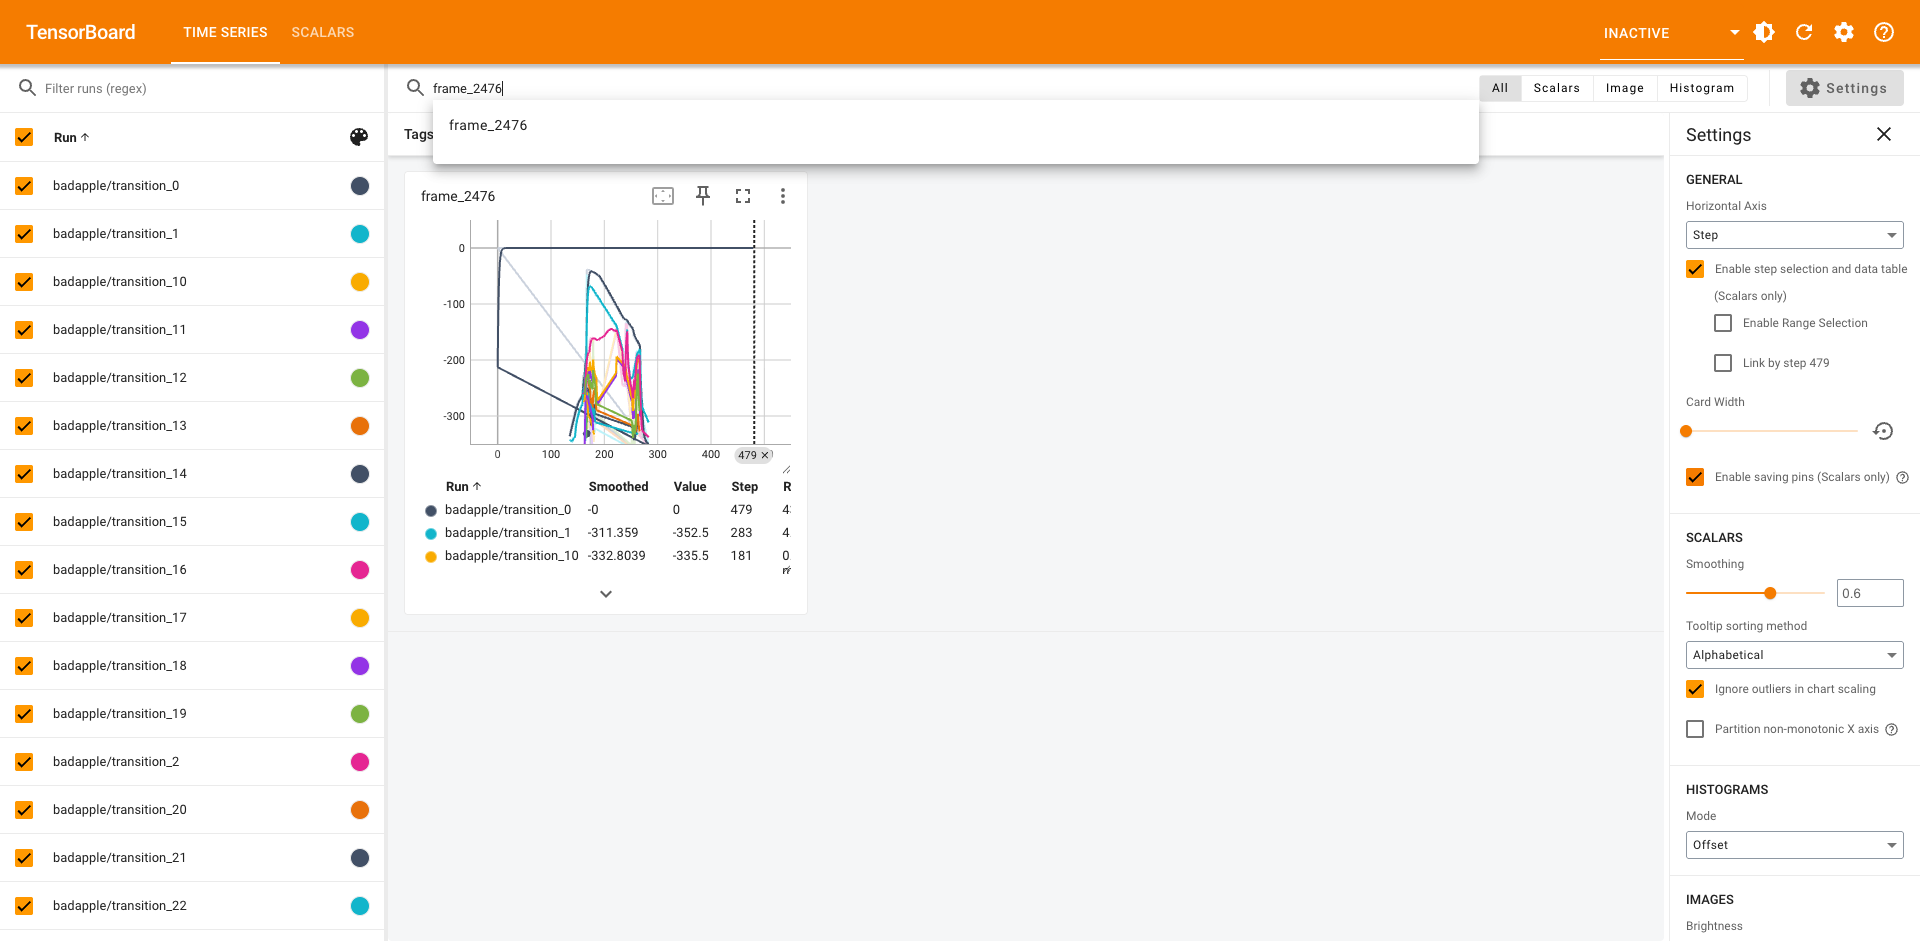 TensorBoard TIME SERIES SCALARS INACTIVE
Filter runs (regex)
Run
badapple/transition_0
badapple/transition_1
badapple/transition_10
badapple/transition_11
badapple/transition_12
badapple/transition_13
badapple/transition_14
badapple/transition_15
badapple/transition_16
badapple/transition_17
badapple/transition_18
badapple/transition_19
badapple/transition_2
badapple/transition_20
badapple/transition_21
badapple/transition_22
frame_2476
All Scalars Image Histogram Settings
frame_2476
Tags
frame_2476
0
-100
-200
-300
0 100 200 300 400 479
Run Smoothed Value Step R
badapple/transition_0 -0 0 479
badapple/transition_1 -311.359 -352.5 283 4
badapple/transition_10 -332.8039 -335.5 181 0
Settings
GENERAL
Horizontal Axis
Step
Enable step selection and data table
(Scalars only)
Enable Range Selection
Link by step 479
Card Width
Enable saving pins (Scalars only)
SCALARS
Smoothing
0.6
Tooltip sorting method
Alphabetical
Ignore outliers in chart scaling
Partition non-monotonic X axis
HISTOGRAMS
Mode
Offset
IMAGES
Brightness